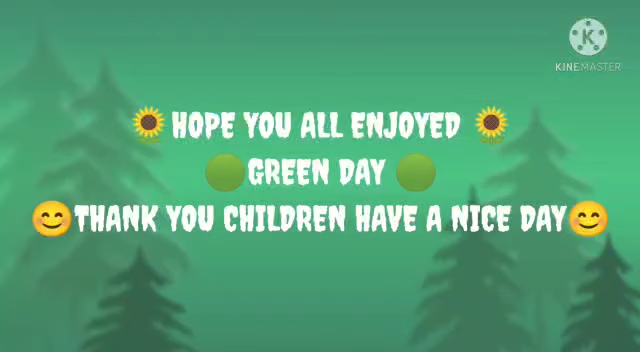 KINEMASTER
🌻HOPE YOU ALL ENJOYED 🌻
🟢GREEN DAY 🟢
😊THANK YOU CHILDREN HAVE A NICE DAY😊